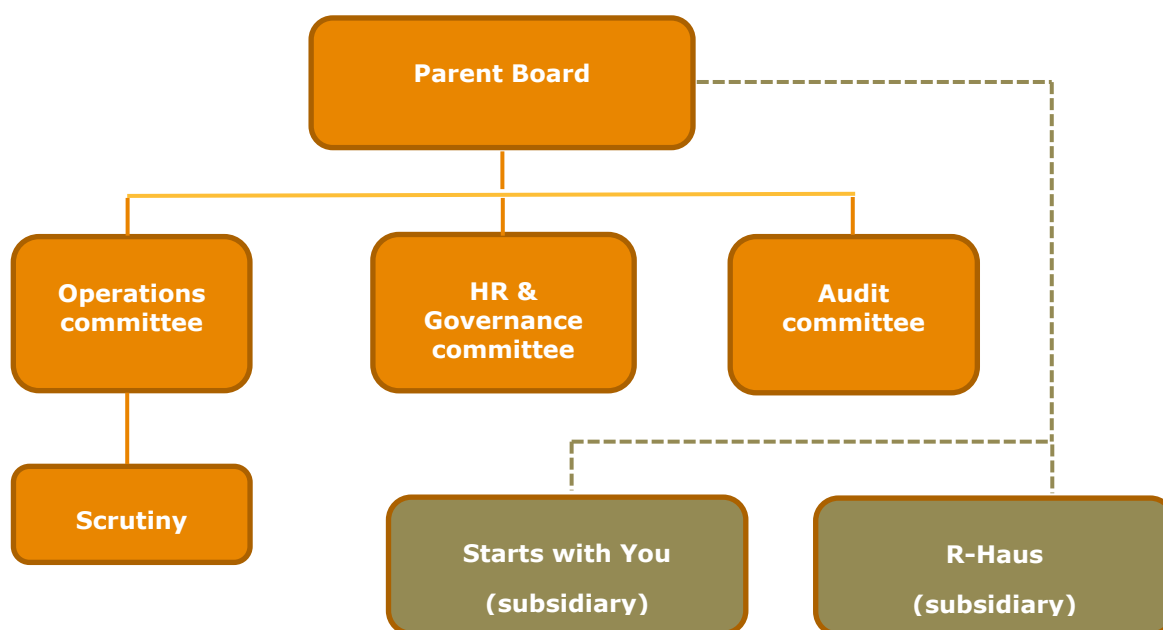 Parent Board
Operations
committee
HR &
Governance
committee
Audit
committee
Scrutiny
Starts with You
(subsidiary)
R-Haus
(subsidiary)